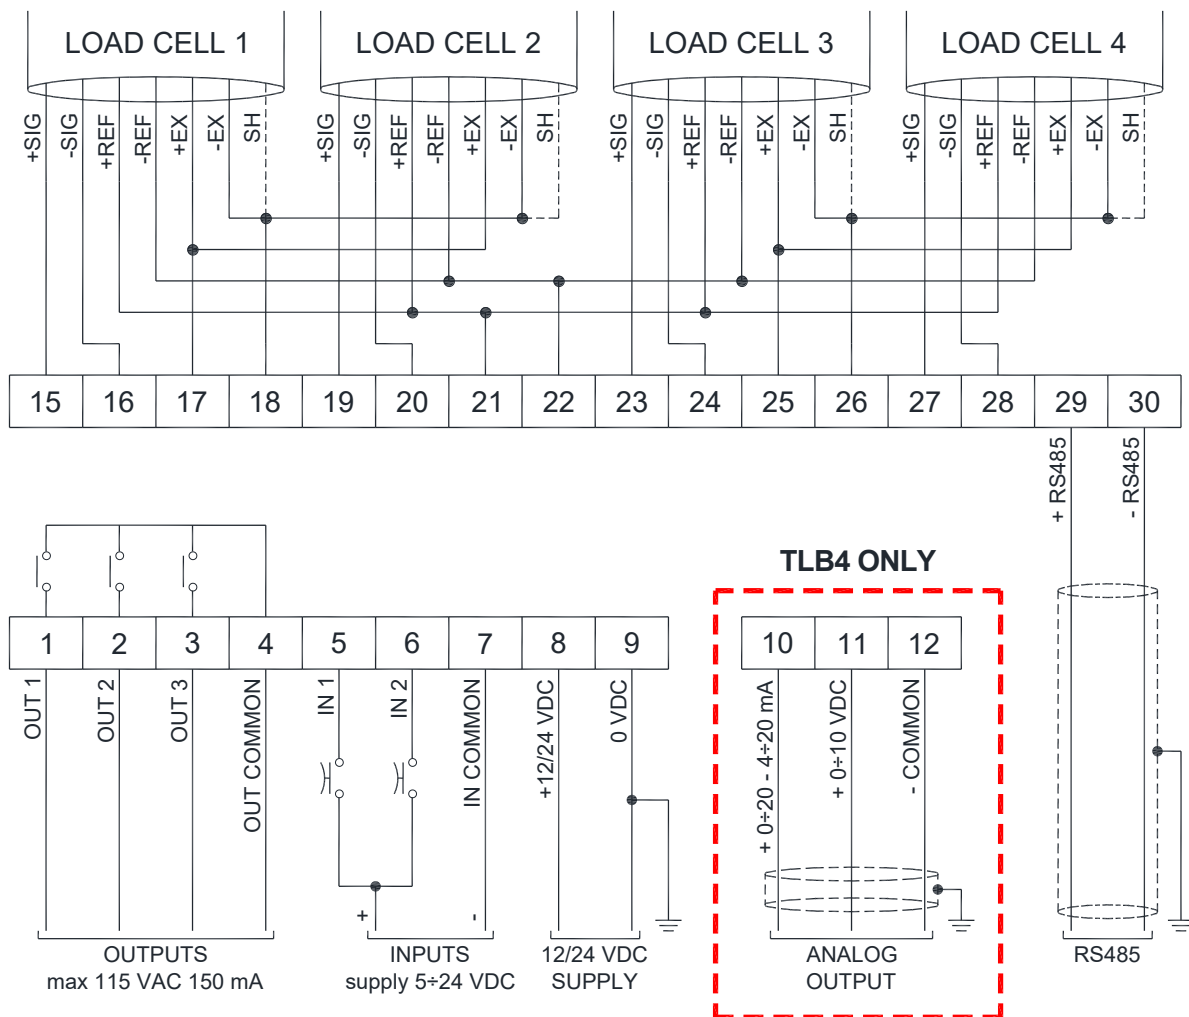 LOAD CELL 1
LOAD CELL 2
LOAD CELL 3
LOAD CELL 4
+SIG
-SIG
+REF
-REF
+EX
-EX
SH
+SIG
-SIG
+REF
-REF
+EX
-EX
SH
+SIG
-SIG
+REF
-REF
+EX
-EX
SH
+SIG
-SIG
+REF
-REF
+EX
-EX
SH
15
16
17
18
19
20
21
22
23
24
25
26
27
28
29
30
+ RS485
- RS485
TLB4 ONLY
1
2
3
4
5
6
7
8
9
10
11
12
OUT 1
OUT 2
OUT 3
OUT COMMON
IN 1
IN 2
IN COMMON
+12/24 VDC
0 VDC
+ 0÷20 - 4÷20 mA
+ 0÷10 VDC
- COMMON
+
-
OUTPUTS
max 115 VAC 150 mA
INPUTS
supply 5÷24 VDC
12/24 VDC
SUPPLY
ANALOG
OUTPUT
RS485